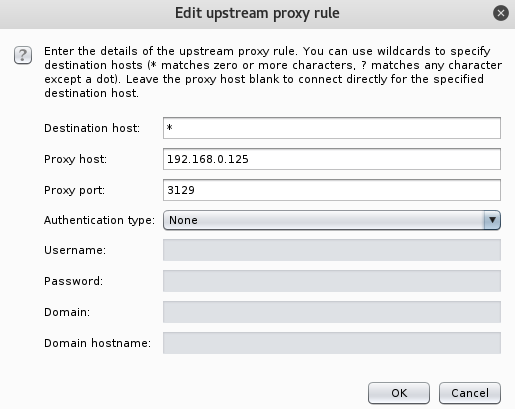 Edit upstream proxy rule
?
Enter the details of the upstream proxy rule. You can use wildcards to specify
destination hosts (* matches zero or more characters, ? matches any character
except a dot). Leave the proxy host blank to connect directly for the specified
destination host.
Destination host: *
Proxy host: 192.168.0.125
Proxy port: 3129
Authentication type: None
Username:
Password:
Domain:
Domain hostname:
OK Cancel